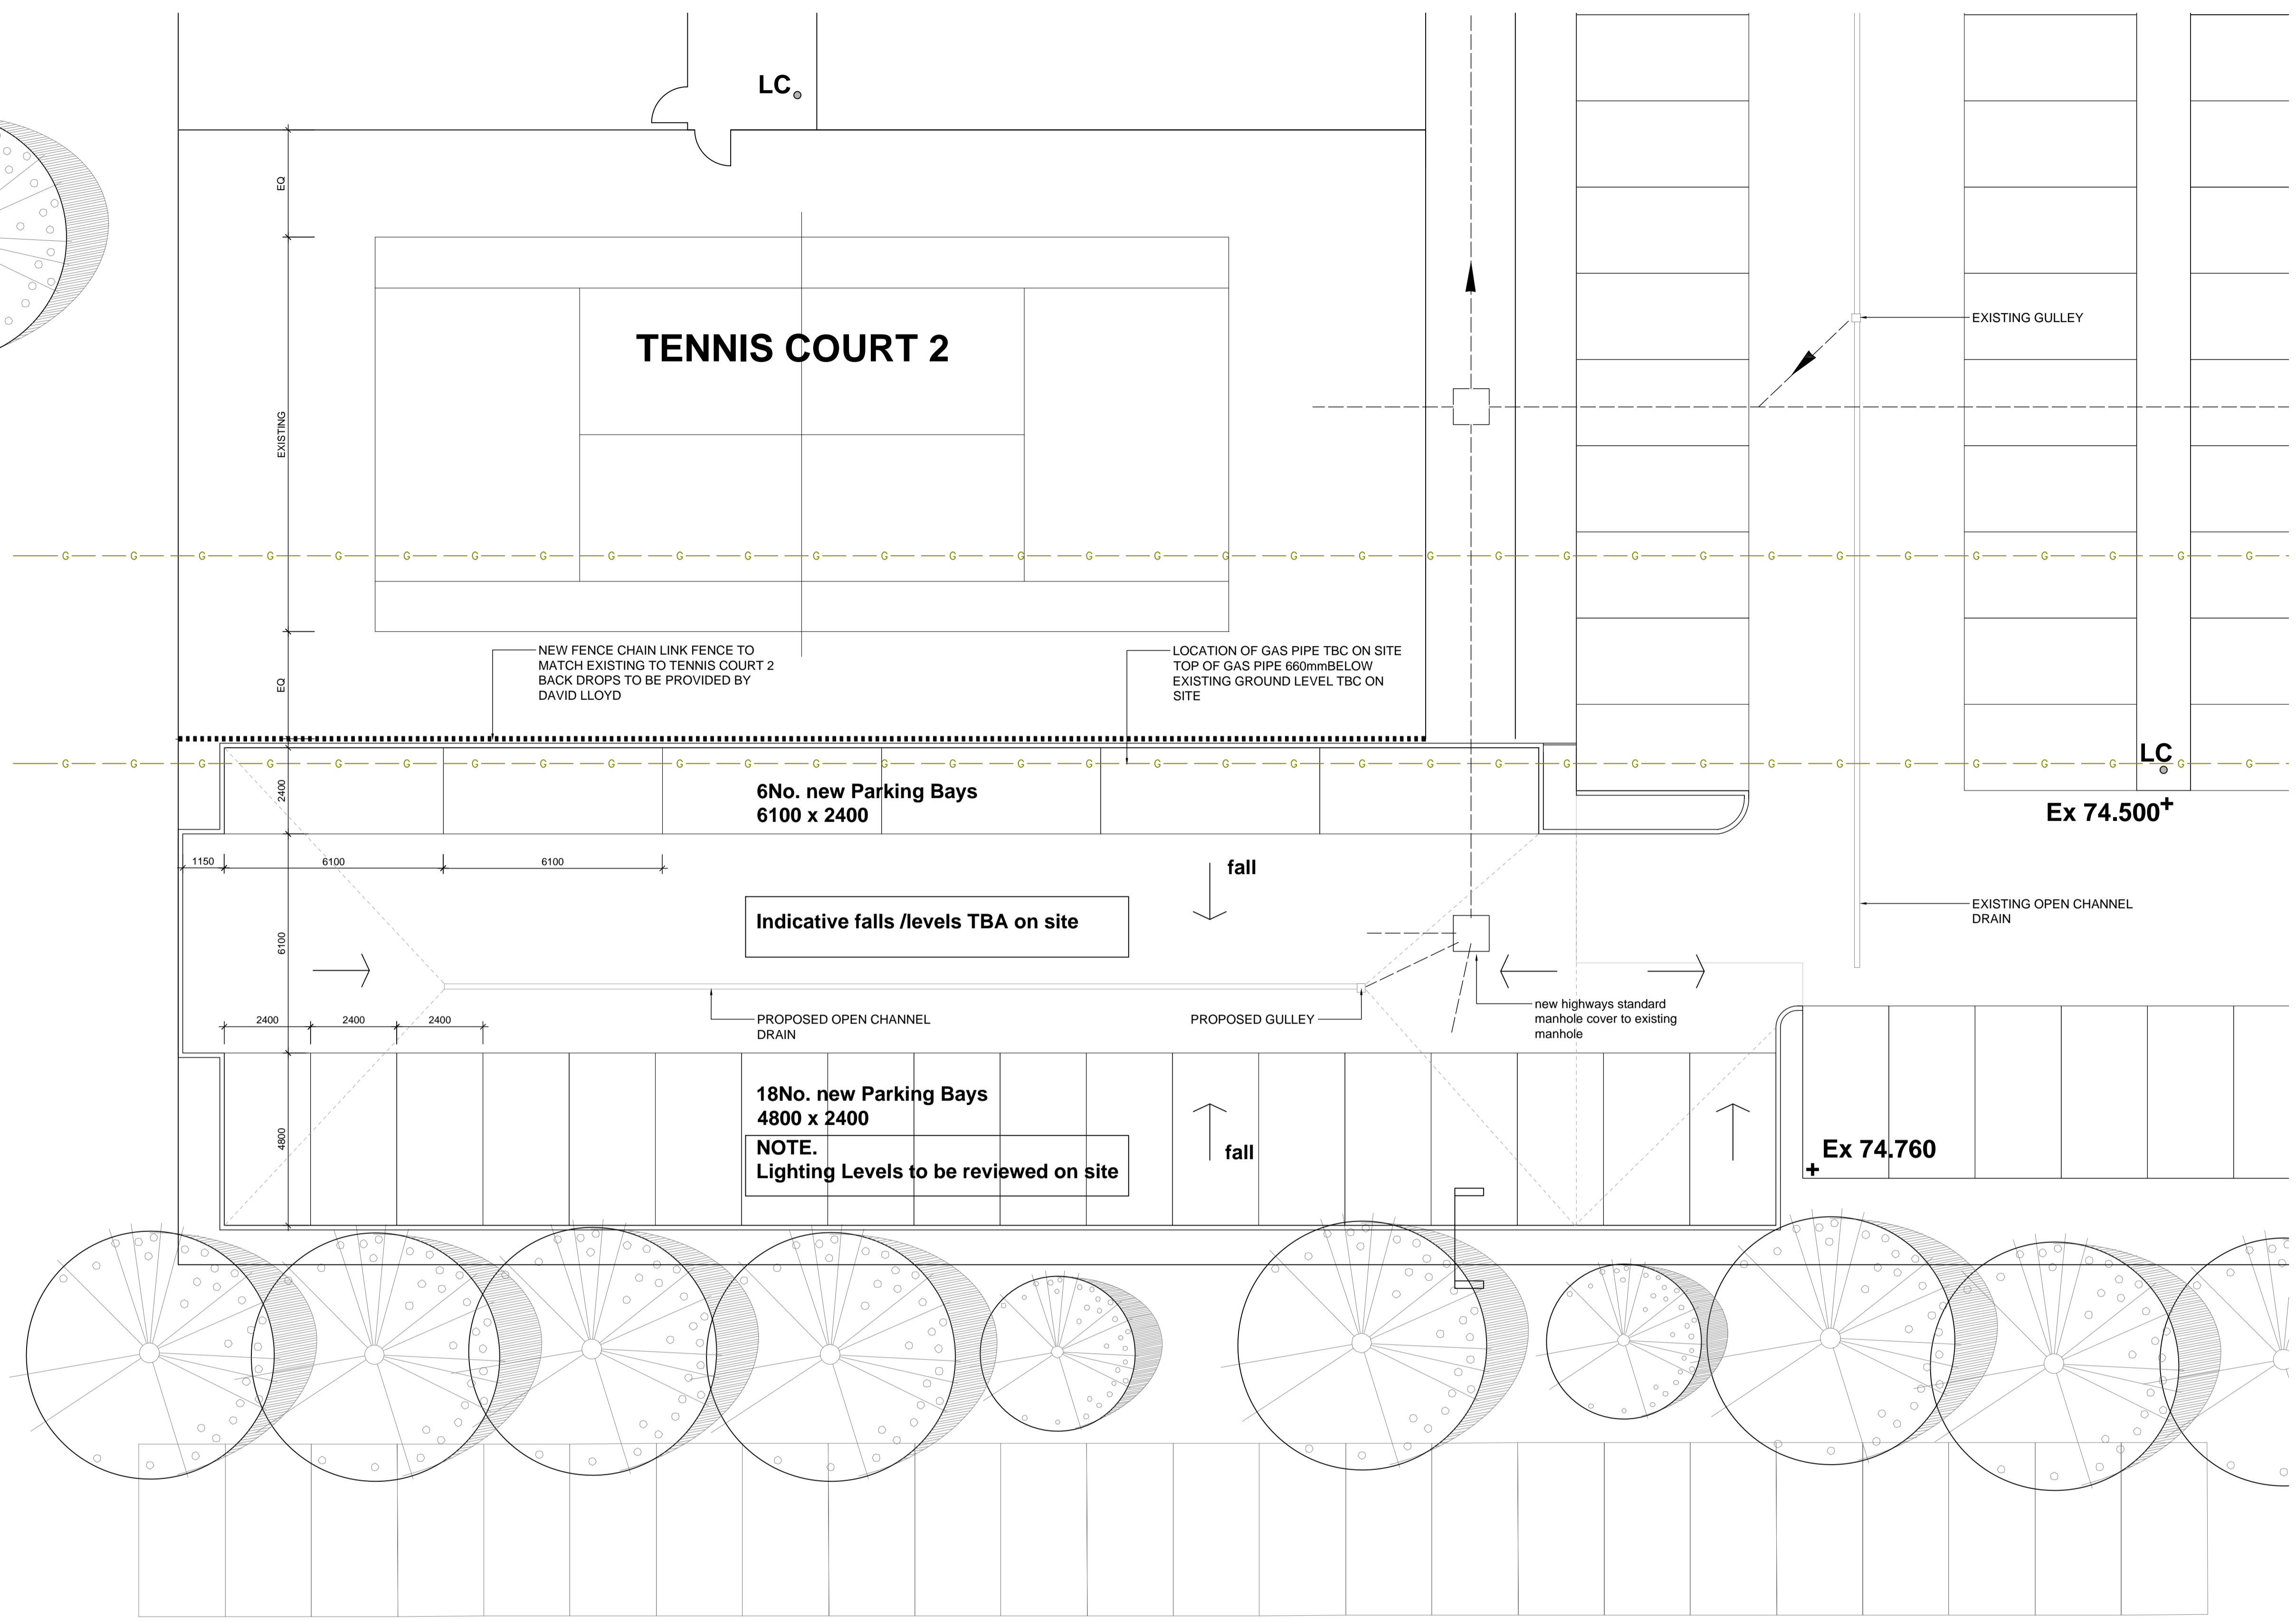 LC
EQ
TENNIS COURT 2
EXISTING GULLEY
EXISTING
G G G G G G G G G G G G G G G G G G G G G G G G G G G G G G G G G
NEW FENCE CHAIN LINK FENCE TO
MATCH EXISTING TO TENNIS COURT 2
BACK DROPS TO BE PROVIDED BY
DAVID LLOYD
LOCATION OF GAS PIPE TBC ON SITE
TOP OF GAS PIPE 660mmBELOW
EXISTING GROUND LEVEL TBC ON
SITE
EQ
LC
G G G G G G G G G G G G G G G G G G G G G G G G G G G G G G G G G
2400
6No. new Parking Bays
6100 x 2400
Ex 74.500+
1150 6100 6100
fall
Indicative falls /levels TBA on site
EXISTING OPEN CHANNEL
DRAIN
6100
new highways standard
manhole cover to existing
manhole
2400 2400 2400
PROPOSED OPEN CHANNEL
DRAIN
PROPOSED GULLEY
18No. new Parking Bays
4800 x 2400
4800
NOTE.
Lighting Levels to be reviewed on site
fall
Ex 74.760
+